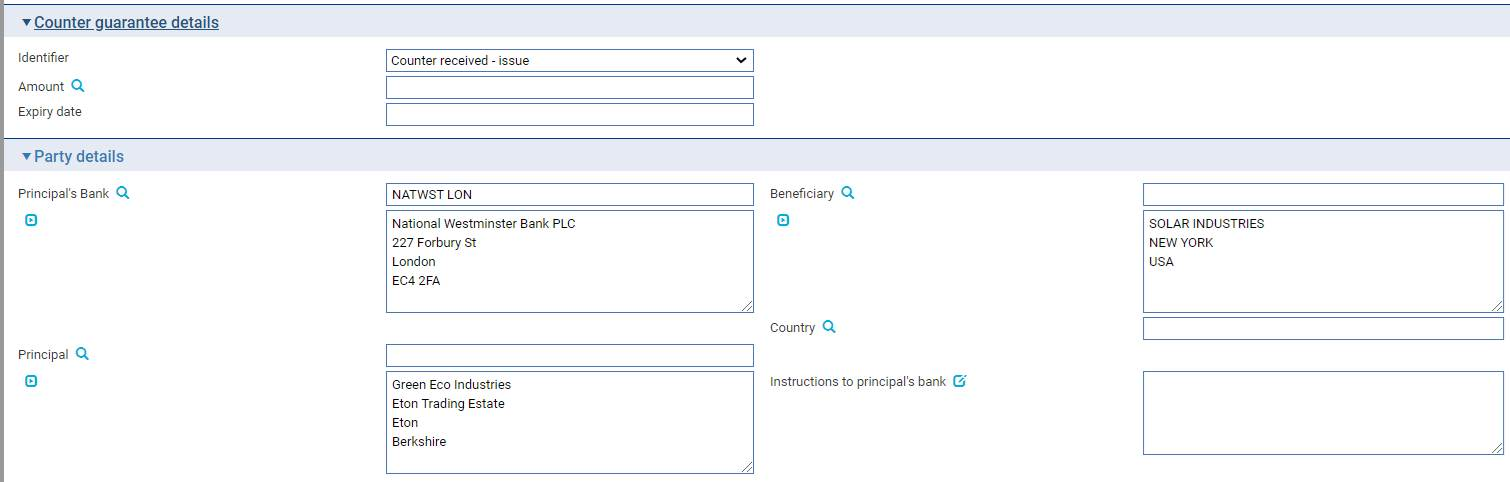 Counter guarantee details
Identifier
Counter received - issue
Amount
Expiry date
Party details
Principal's Bank
NATWST LON
National Westminster Bank PLC
227 Forbury St
London
EC4 2FA
Beneficiary
SOLAR INDUSTRIES
NEW YORK
USA
Country
Principal
Green Eco Industries
Eton Trading Estate
Eton
Berkshire
Instructions to principal's bank